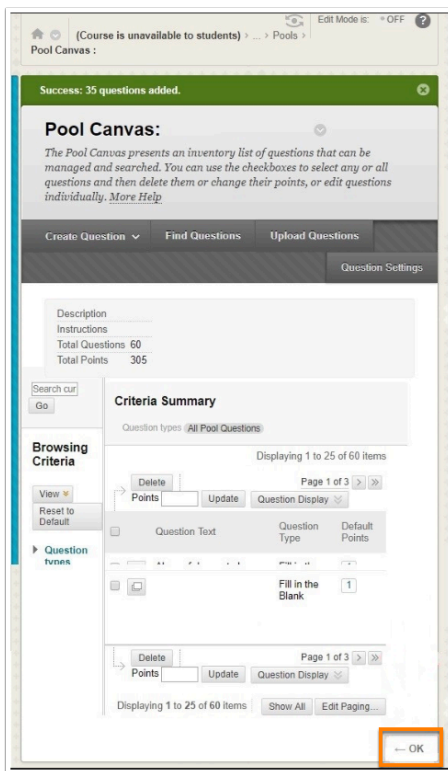 Edit Mode is: OFF ?
(Course is unavailable to students) > ... > Pools >
Pool Canvas :
Success: 35 questions added.
Pool Canvas:
The Pool Canvas presents an inventory list of questions that can be
managed and searched. You can use the checkboxes to select any or all
questions and then delete them or change their points, or edit questions
individually. More Help
Create Question Find Questions Upload Questions
Question Settings
Description
Instructions
Total Questions 60
Total Points 305
Search cur
Go
Browsing
Criteria
View
Reset to
Default
Question
types
Criteria Summary
Question types All Pool Questions
Displaying 1 to 25 of 60 items
Delete Page 1 of 3 > >>
Points Update Question Display
Question Text Question Type Default Points
Fill in the
Blank 1
Delete Page 1 of 3 > >>
Points Update Question Display
Displaying 1 to 25 of 60 items Show All Edit Paging...
← OK